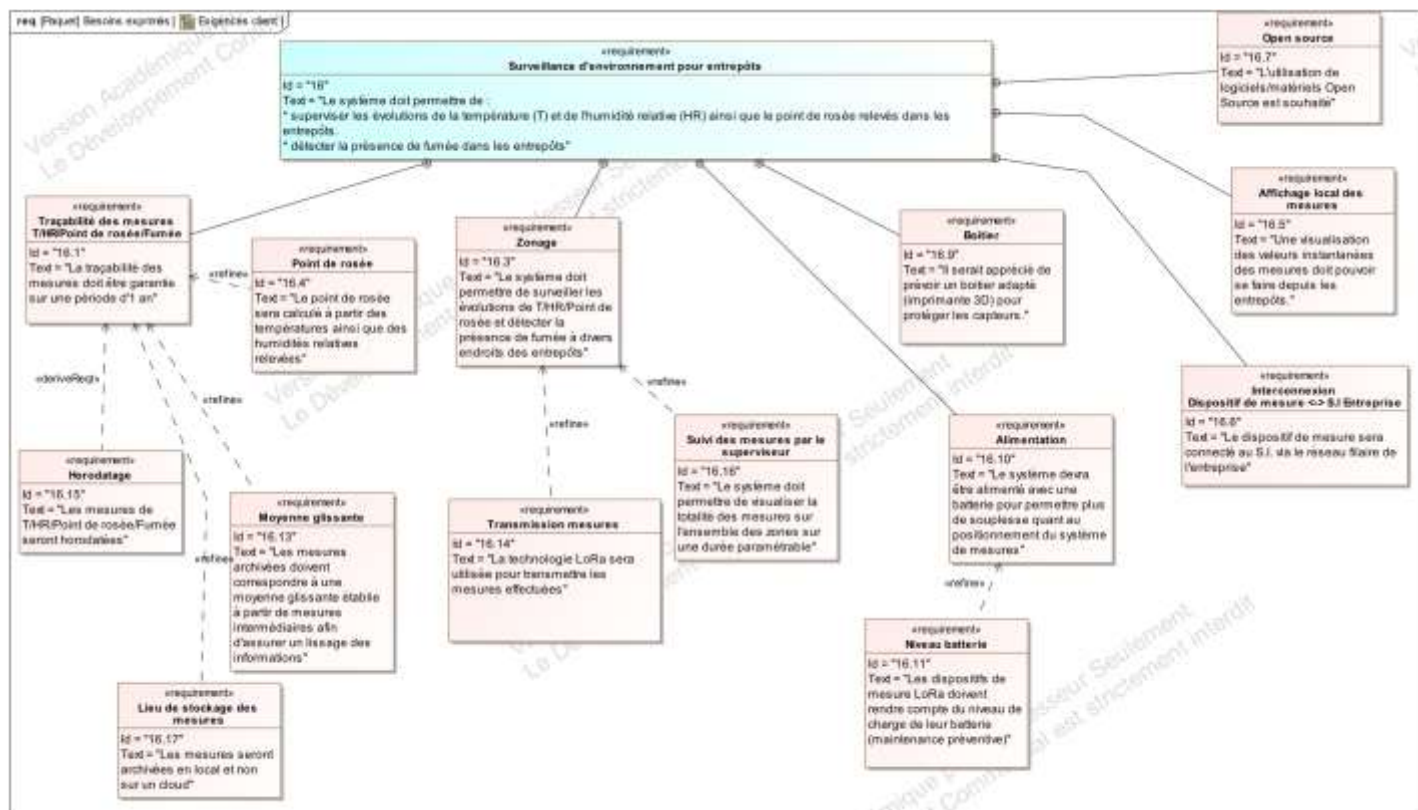 req [Paquet] Besoins exprimés [ Exigences client ]
«requirement»
Surveillance d'environnement pour entrepôts
Id = "16"
Text = "Le système doit permettre de :
* superviser les évolutions de la température (T) et de l'humidité relative (HR) ainsi que le point de rosée relevés dans les
entrepôts.
* détecter la présence de fumée dans les entrepôts"
«requirement»
Open source
Id = "16.7"
Text = "L'utilisation de
logiciels/matériels Open
Source est souhaité"
«requirement»
Affichage local des
mesures
Id = "16.5"
Text = "Une visualisation
des valeurs instantanées
des mesures doit pouvoir
se faire depuis les
entrepôts."
«requirement»
Traçabilité des mesures
T/HR/Point de rosée/Fumée
Id = "16.1"
Text = "La traçabilité des
mesures doit être garantie
sur une période d'1 an"
«refine»
«requirement»
Point de rosée
Id = "16.4"
Text = "Le point de rosée
sera calculé à partir des
températures ainsi que des
humidités relatives
relevées"
«requirement»
Zonage
Id = "16.3"
Text = "Le système doit
permettre de surveiller les
évolutions de T/HR/Point de
rosée et détecter la
présence de fumée à divers
endroits des entrepôts"
«requirement»
Boitier
Id = "16.9"
Text = "Il serait apprécié de
prévoir un boitier adapté
(imprimante 3D) pour
protéger les capteurs."
«requirement»
Interconnexion
Dispositif de mesure <-> S.I Entreprise
Id = "16.8"
Text = "Le dispositif de mesure sera
connecté au S.I. via le réseau filaire de
l'entreprise"
«deriveReqt»
«refine»
«refine»
«refine»
«refine»
«requirement»
Horodatage
Id = "16.15"
Text = "Les mesures de
T/HR/Point de rosée/Fumée
seront horodatées"
«requirement»
Moyenne glissante
Id = "16.13"
Text = "Les mesures
archivées doivent
correspondre à une
moyenne glissante établie
à partir de mesures
intermédiaires afin
d'assurer un lissage des
informations"
«requirement»
Transmission mesures
Id = "16.14"
Text = "La technologie LoRa sera
utilisée pour transmettre les
mesures effectuées"
«requirement»
Suivi des mesures par le
superviseur
Id = "16.16"
Text = "Le système doit
permettre de visualiser la
totalité des mesures sur
l'ensemble des zones sur
une durée paramétrable"
«requirement»
Alimentation
Id = "16.10"
Text = "Le système devra
être alimenté avec une
batterie pour permettre plus
de souplesse quant au
positionnement du système
de mesures"
«refine»
«requirement»
Niveau batterie
Id = "16.11"
Text = "Les dispositifs de
mesure LoRa doivent
rendre compte du niveau de
charge de leur batterie
(maintenance préventive)"
«requirement»
Lieu de stockage des
mesures
Id = "16.17"
Text = "Les mesures seront
archivées en local et non
sur un cloud"